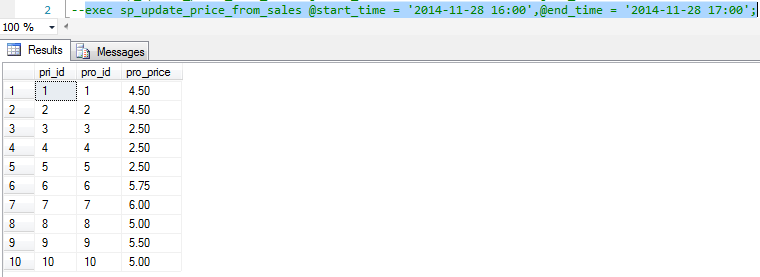 2 --exec sp_update_price_from_sales @start_time = '2014-11-28 16:00',@end_time = '2014-11-28 17:00';
100 %
Results Messages
pri_id pro_id pro_price
1 1 1 4.50
2 2 2 4.50
3 3 3 2.50
4 4 4 2.50
5 5 5 2.50
6 6 6 5.75
7 7 7 6.00
8 8 8 5.00
9 9 9 5.50
10 10 10 5.00